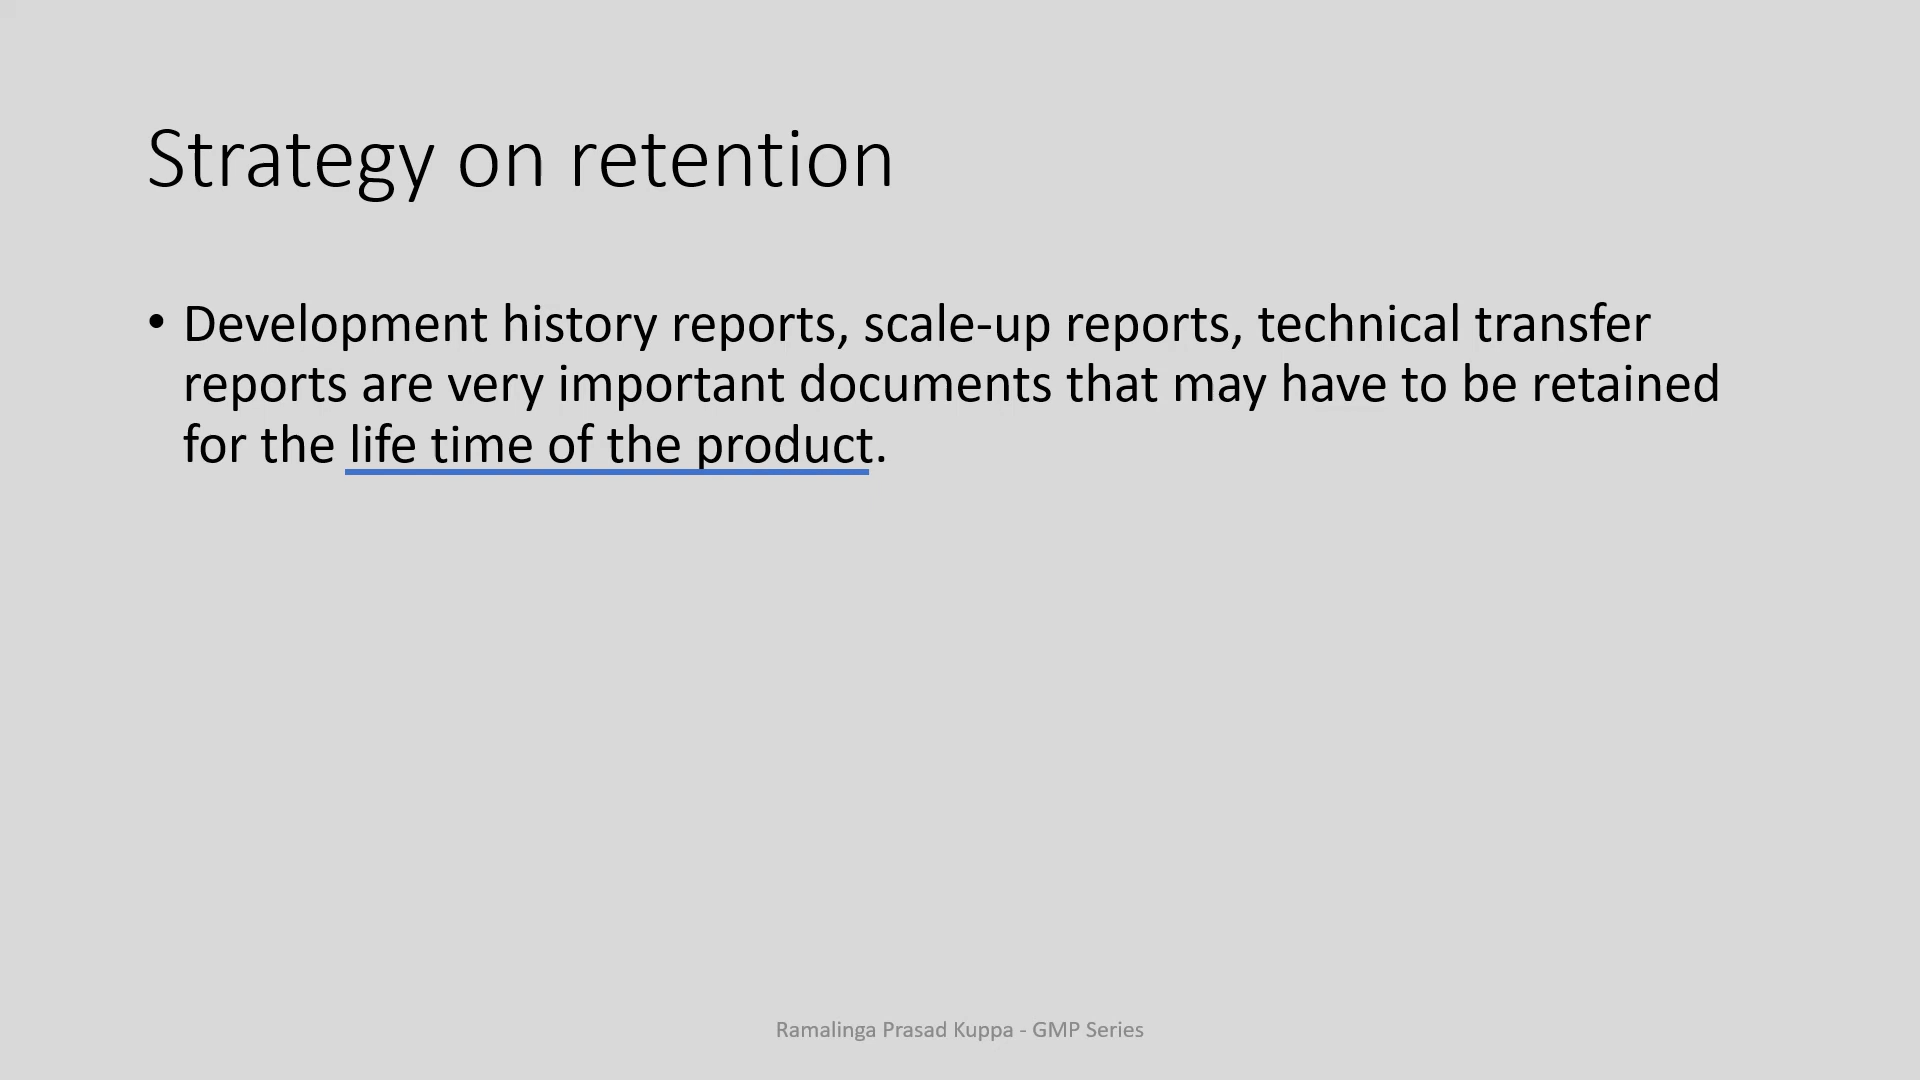 Strategy on retention
• Development history reports, scale-up reports, technical transfer
reports are very important documents that may have to be retained
for the life time of the product.
Ramalinga Prasad Kuppa - GMP Series